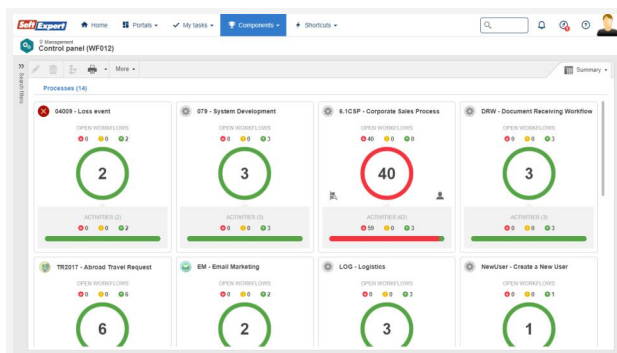 Soft Expert Home Portals My tasks Components Shortcuts
Management
Control panel (WF012)
More Summary
Search filters
Processes (14)
04009 - Loss event 079 - System Development 6.1CSP - Corporate Sales Process DRW - Document Receiving Workflow
OPEN WORKFLOWS OPEN WORKFLOWS OPEN WORKFLOWS OPEN WORKFLOWS
0 0 2 0 0 3 40 0 0 0 0 3
2 3 40 3
ACTIVITIES (2) ACTIVITIES (3) ACTIVITIES (62) ACTIVITIES (3)
0 0 2 0 0 3 59 0 3 0 0 3
TR2017 - Abroad Travel Request EM - Email Marketing LOG - Logistics NewUser - Create a New User
OPEN WORKFLOWS OPEN WORKFLOWS OPEN WORKFLOWS OPEN WORKFLOWS
0 0 6 0 0 2 0 0 3 0 0 1
6 2 3 1